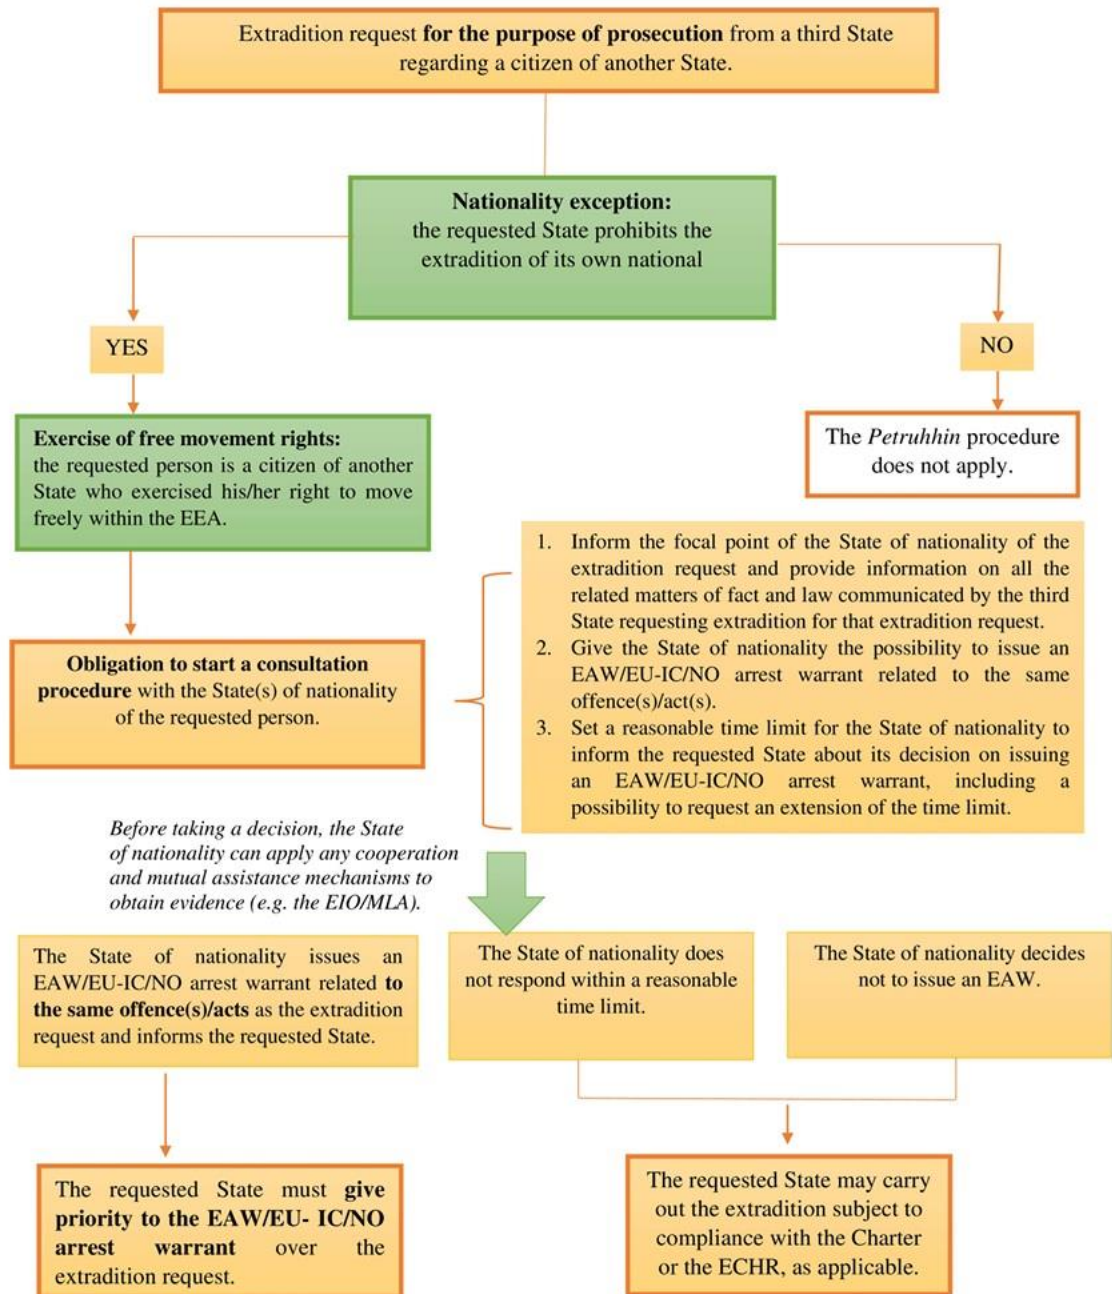 Extradition request for the purpose of prosecution from a third State
regarding a citizen of another State.
Nationality exception:
the requested State prohibits the
extradition of its own national
YES
NO
Exercise of free movement rights:
the requested person is a citizen of another
State who exercised his/her right to move
freely within the EEA.
The Petruhhin procedure
does not apply.
Obligation to start a consultation
procedure with the State(s) of nationality
of the requested person.
1. Inform the focal point of the State of nationality of the
extradition request and provide information on all the
related matters of fact and law communicated by the third
State requesting extradition for that extradition request.
2. Give the State of nationality the possibility to issue an
EAW/EU-IC/NO arrest warrant related to the same
offence(s)/act(s).
3. Set a reasonable time limit for the State of nationality to
inform the requested State about its decision on issuing
an EAW/EU-IC/NO arrest warrant, including a
possibility to request an extension of the time limit.
Before taking a decision, the State
of nationality can apply any cooperation
and mutual assistance mechanisms to
obtain evidence (e.g. the EIO/MLA).
The State of nationality issues an
EAW/EU-IC/NO arrest warrant related to
the same offence(s)/acts as the extradition
request and informs the requested State.
The State of nationality does
not respond within a reasonable
time limit.
The State of nationality decides
not to issue an EAW.
The requested State must give
priority to the EAW/EU- IC/NO
arrest warrant over the
extradition request.
The requested State may carry
out the extradition subject to
compliance with the Charter
or the ECHR, as applicable.